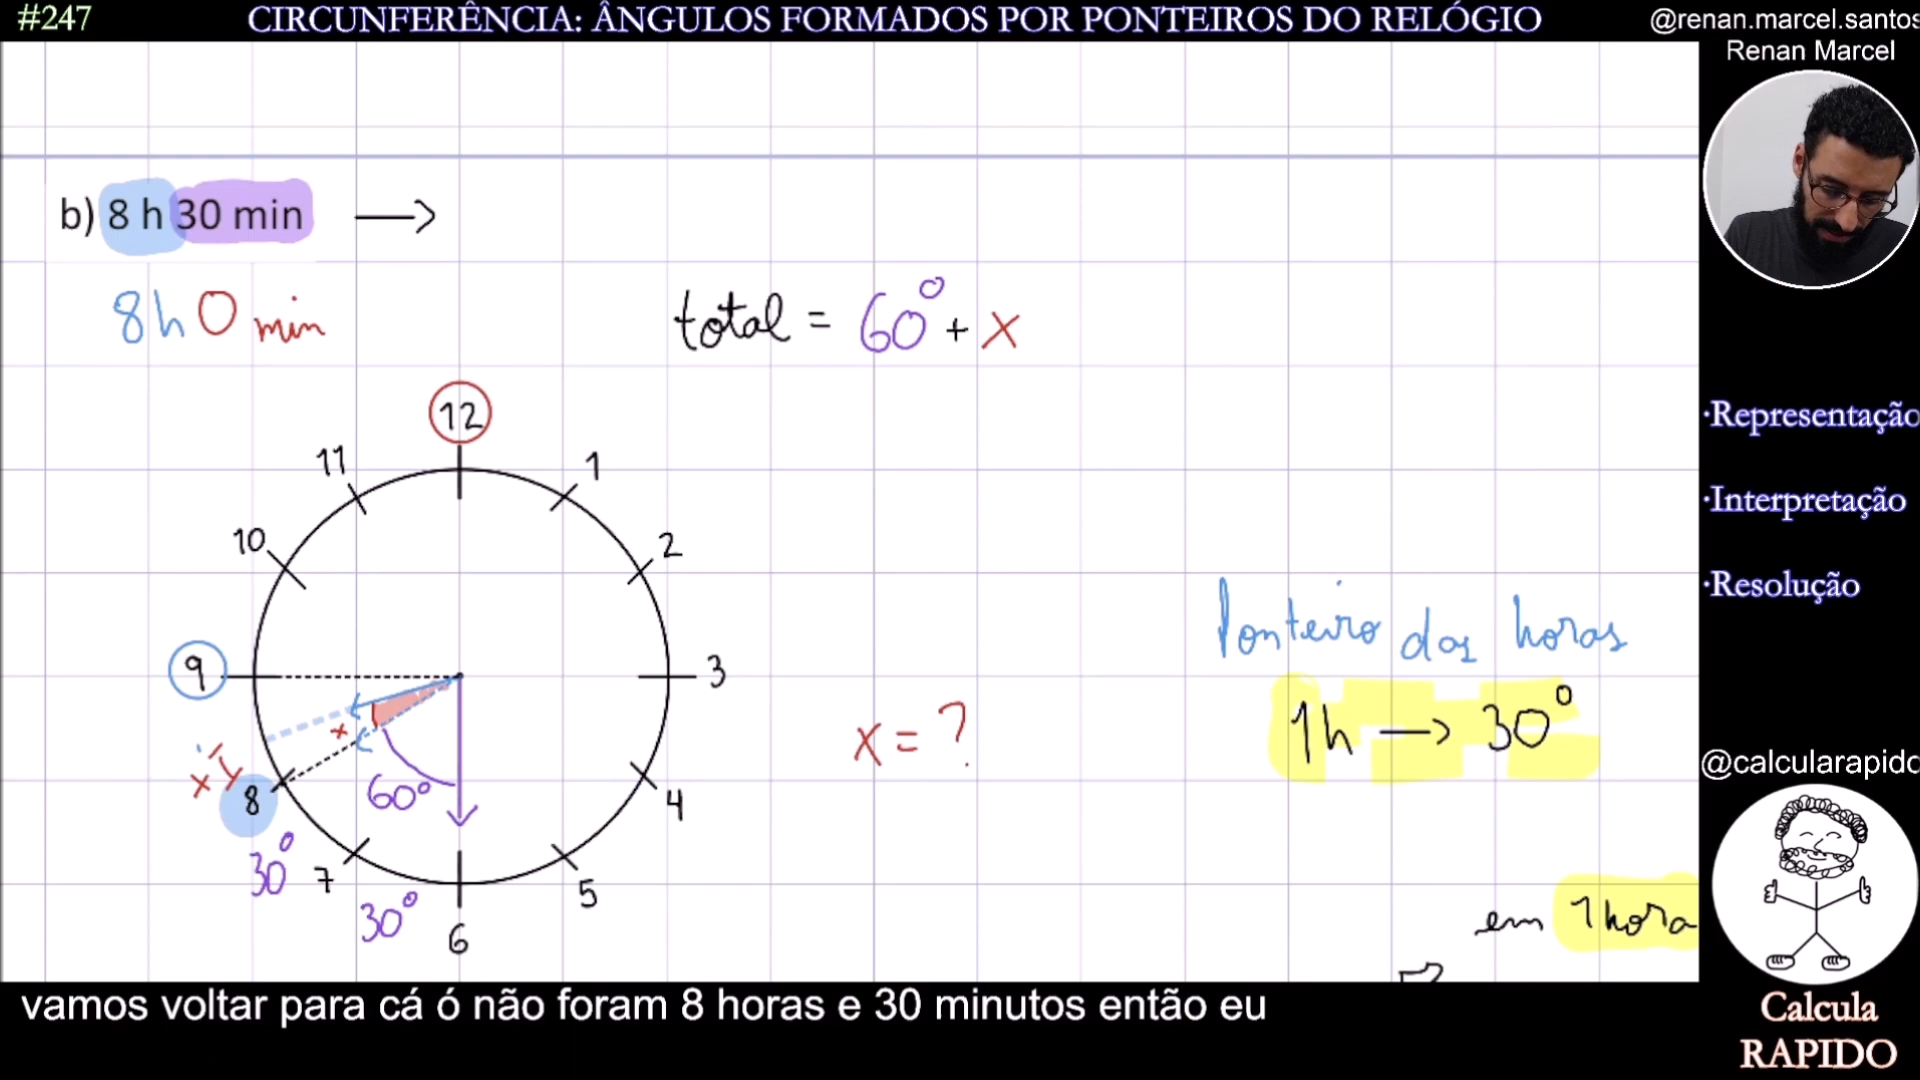 #247
CIRCUNFERÊNCIA: ÂNGULOS FORMADOS POR PONTEIROS DO RELÓGIO
@renan.marcel.santos
Renan Marcel
b) 8 h 30 min →
8h 0 min
total = 60° + x
12
11
1
10
2
9
3
x
x
8
60°
4
30°
7
30°
5
6
x = ?
Ponteiro das horas
1h → 30°
em 1 hora
·Representação
·Interpretação
·Resolução
@calcularapido
Calcula
RAPIDO
vamos voltar para cá ó não foram 8 horas e 30 minutos então eu